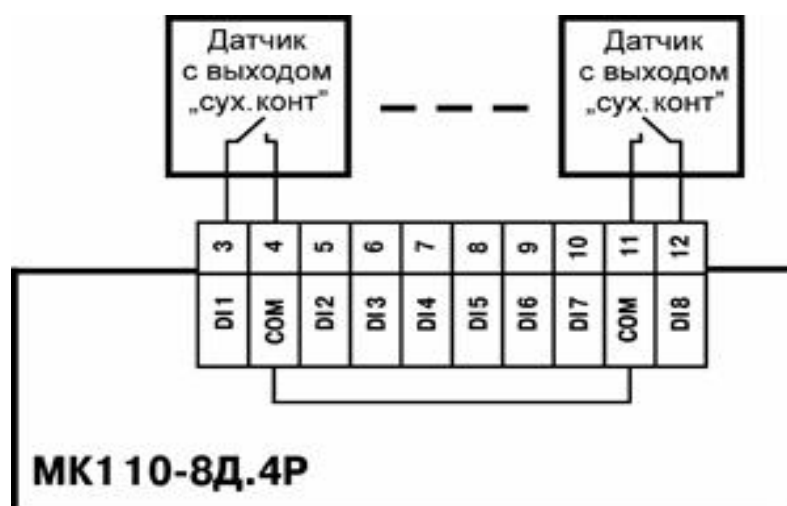 Датчик
с выходом
„сух. конт”
Датчик
с выходом
„сух. конт”
3 4 5 6 7 8 9 10 11 12
DI1 COM DI2 DI3 DI4 DI5 DI6 DI7 COM DI8
МК110-8Д.4Р